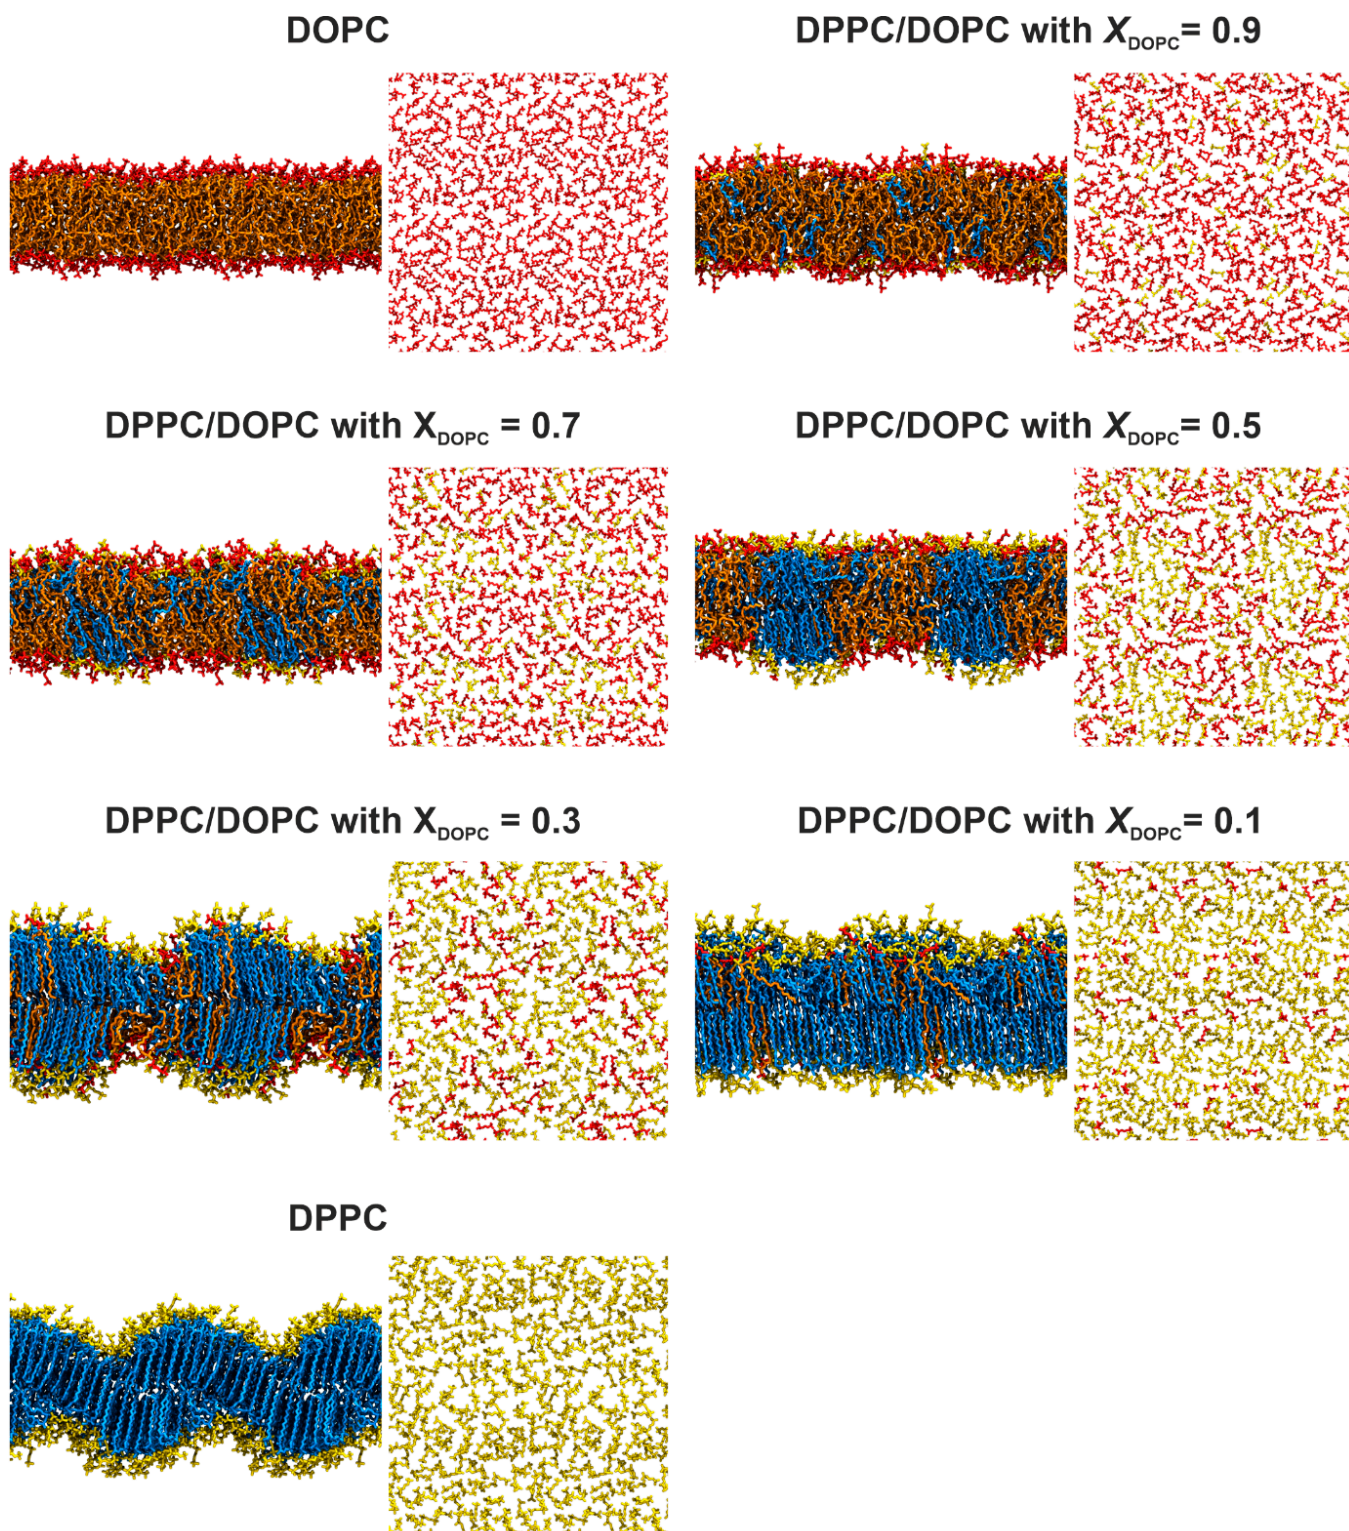 DOPC
DPPC/DOPC with XDOPC= 0.9
DPPC/DOPC with XDOPC = 0.7
DPPC/DOPC with XDOPC= 0.5
DPPC/DOPC with XDOPC = 0.3
DPPC/DOPC with XDOPC= 0.1
DPPC